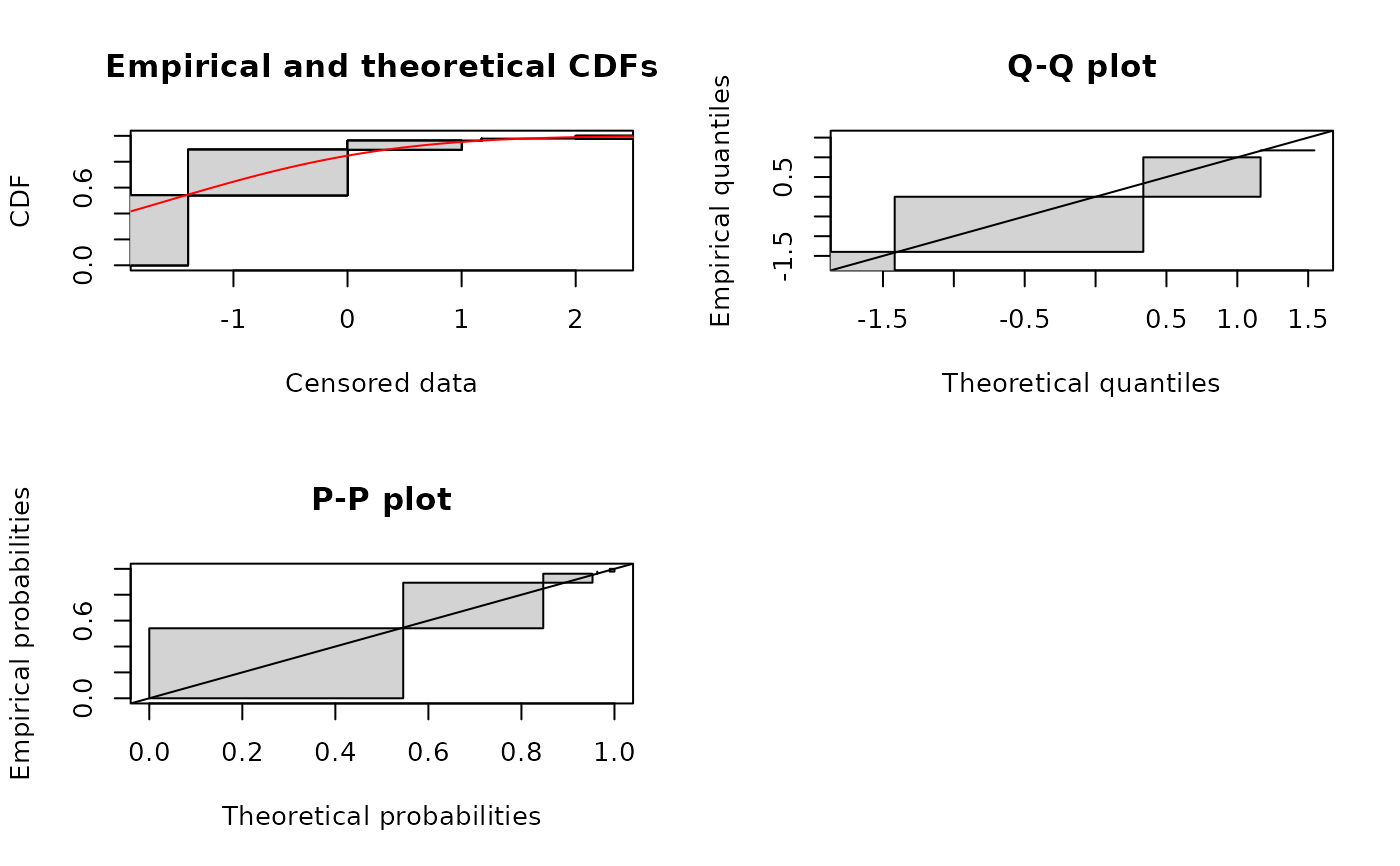 Empirical and theoretical CDFs
CDF
0.0 0.6
-1 0 1 2
Censored data
Q-Q plot
Empirical quantiles
-1.5 0.5
-1.5 -0.5 0.5 1.0 1.5
Theoretical quantiles
P-P plot
Empirical probabilities
0.0 0.6
0.0 0.2 0.4 0.6 0.8 1.0
Theoretical probabilities